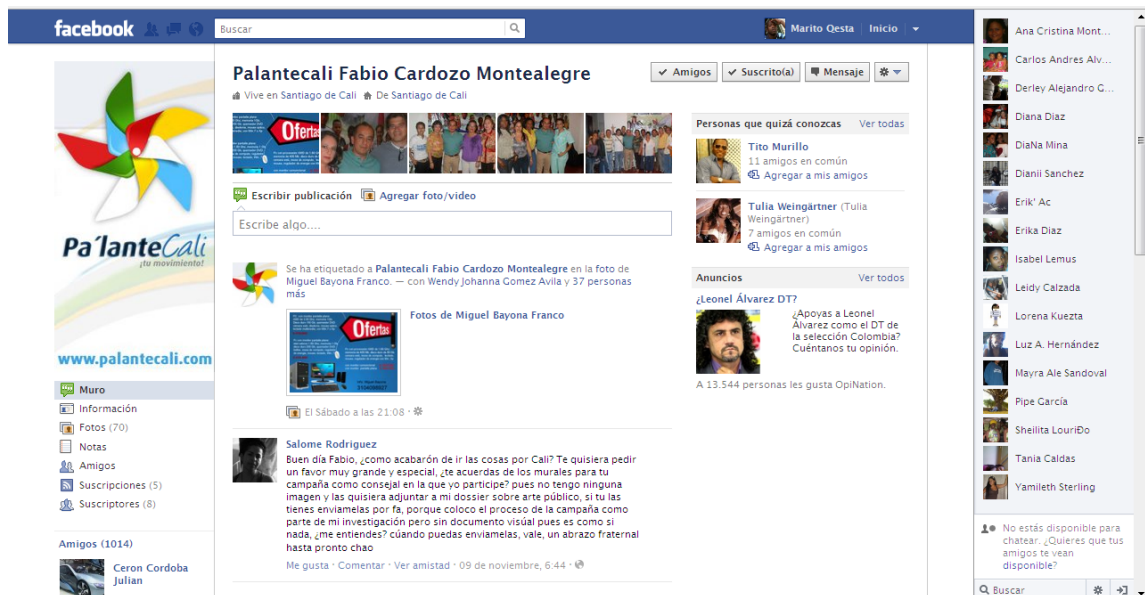 facebook
Buscar
Marito Qesta
Inicio
Palantecali Fabio Cardozo Montealegre
Amigos
Suscrito(a)
Mensaje
Vive en Santiago de Cali
De Santiago de Cali
Ofertas
Escribir publicación
Agregar foto/video
Escribe algo....
Se ha etiquetado a Palantecali Fabio Cardozo Montealegre en la foto de
Miguel Bayona Franco. — con Wendy Johanna Gomez Avila y 37 personas
más
Ofertas
Fotos de Miguel Bayona Franco
El Sábado a las 21:08 ·
Salome Rodriguez
Buen día Fabio, ¿como acabarón de ir las cosas por Cali? Te quisiera pedir
un favor muy grande y especial, ¿te acuerdas de los murales para tu
campaña como consejal en la que yo participe? pues no tengo ninguna
imagen y las quisiera adjuntar a mi dossier sobre arte público, si tu las
tienes enviamelas por fa, porque coloco el proceso de la campaña como
parte de mi investigación pero sin documento visúal pues es como si
nada, ¿me entiendes? cúando puedas enviamelas, vale, un abrazo fraternal
hasta pronto chao
Me gusta · Comentar · Ver amistad · 09 de noviembre, 6:44 ·
Pa´lanteCali
¡tu movimiento!
www.palantecali.com
Muro
Información
Fotos (70)
Notas
Amigos
Suscripciones (5)
Suscriptores (8)
Amigos (1014)
Ceron Cordoba
Julian
Personas que quizá conozcas
Ver todas
Tito Murillo
11 amigos en común
Agregar a mis amigos
Tulia Weingärtner (Tulia
Weingärtner)
7 amigos en común
Agregar a mis amigos
Anuncios
Ver todos
¿Leonel Álvarez DT?
¿Apoyas a Leonel
Álvarez como el DT de
la selección Colombia?
Cuéntanos tu opinión.
A 13.544 personas les gusta OpiNation.
Ana Cristina Mont...
Carlos Andres Alv...
Derley Alejandro G...
Diana Diaz
DiaNa Mina
Dianii Sanchez
Erik' Ac
Erika Diaz
Isabel Lemus
Leidy Calzada
Lorena Kuezta
Luz A. Hernández
Mayra Ale Sandoval
Pipe García
Sheilita LouriÐo
Tania Caldas
Yamileth Sterling
No estás disponible para
chatear. ¿Quieres que tus
amigos te vean
disponible?
Buscar